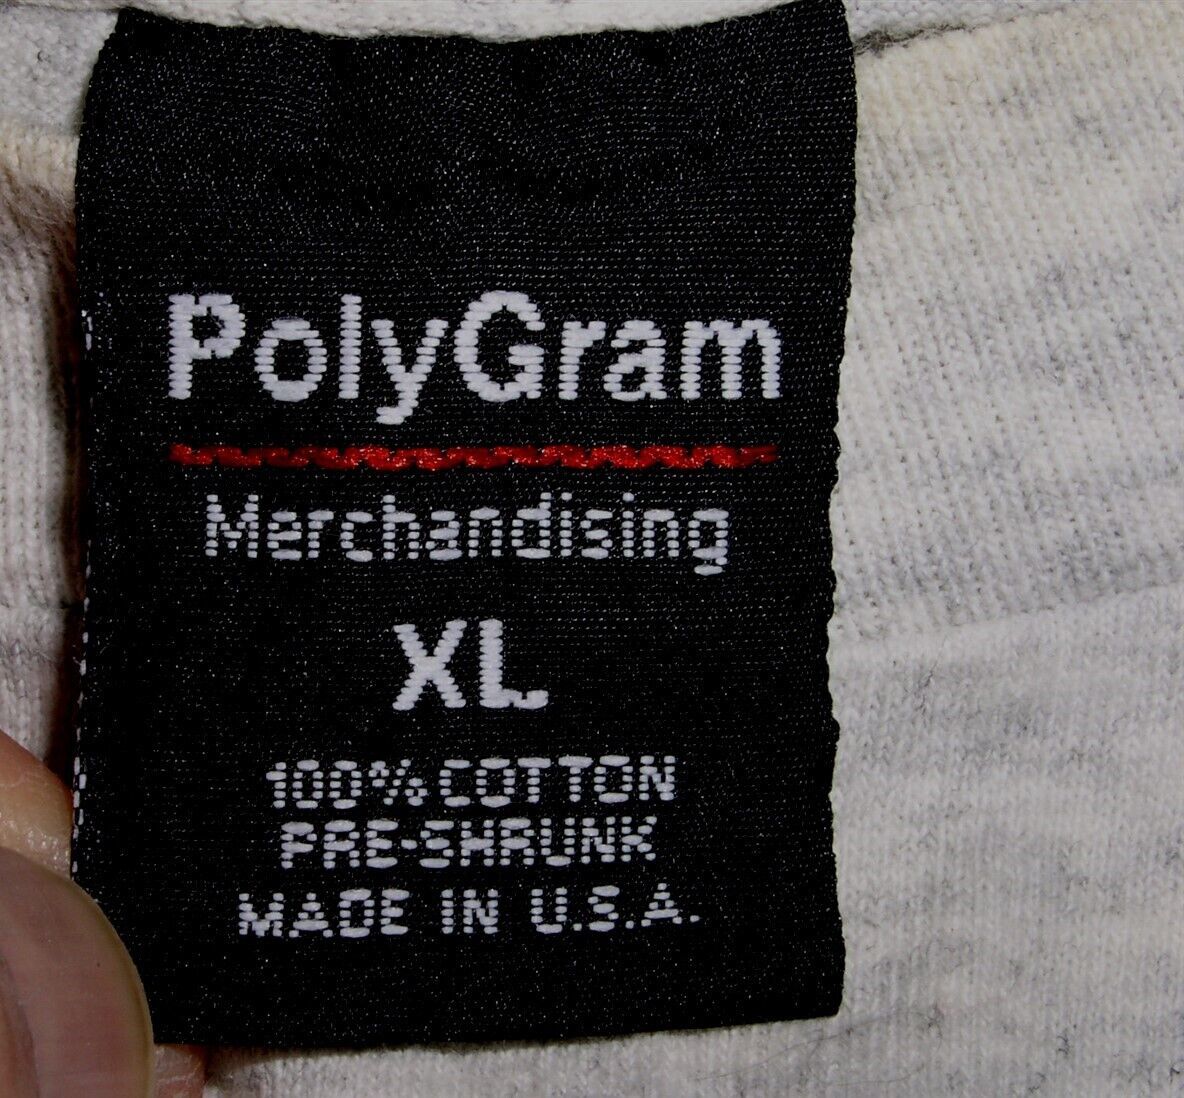 PolyGram
Merchandising
XL
100% COTTON
PRE-SHRUNK
MADE IN U.S.A.